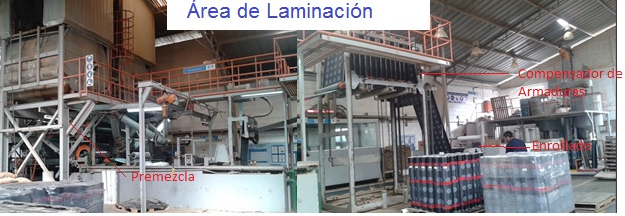 Área de Laminación
Compensador de
Armaduras
Enrollado
Premezcla